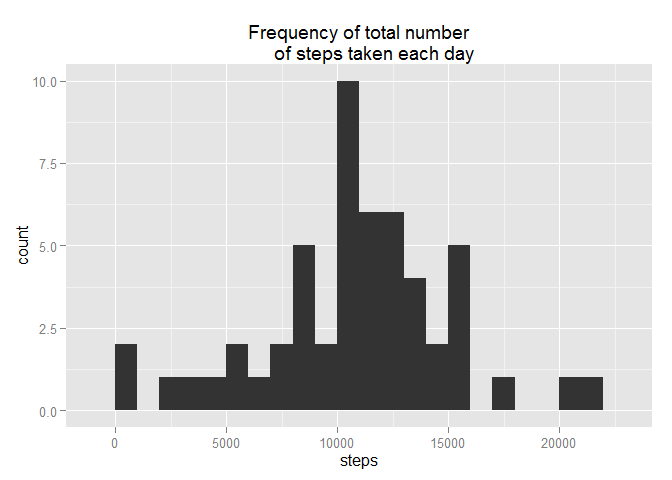 Frequency of total number
of steps taken each day
10.0
7.5
5.0
2.5
0.0
count
0 5000 10000 15000 20000
steps